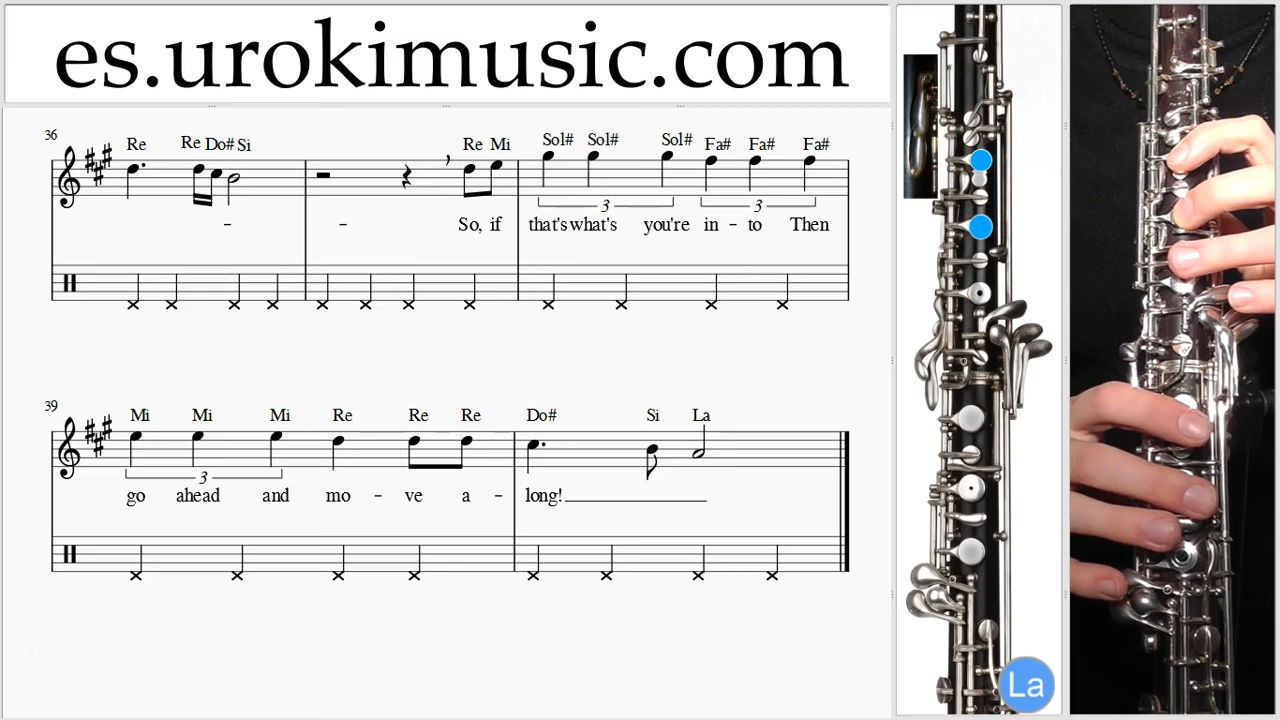 es.urokimusic.com
36
Re Re Do# Si Re Mi Sol# Sol# Sol# Fa# Fa# Fa#
3 3
- - So, if that's what's you're in - to Then
39
Mi Mi Mi Re Re Re Do# Si La
3
go ahead and mo - ve a - long!
La